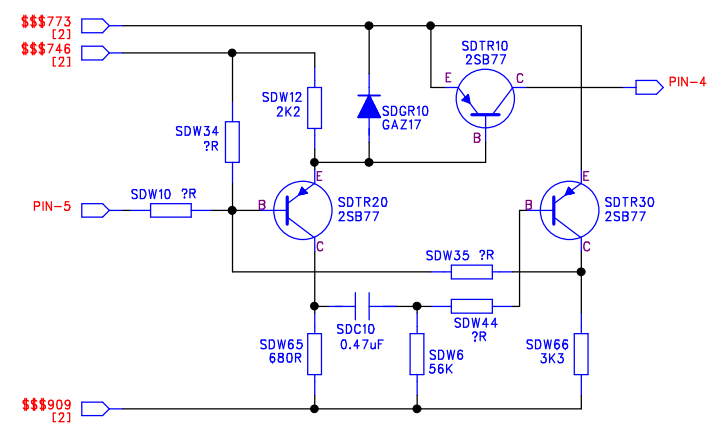 $$$773
[2]
$$$746
[2]
SDTR10
2SB77
E
C
B
PIN-4
SDW12
2K2
SDGR10
GAZ17
SDW34
?R
PIN-5
SDW10 ?R
B
E
C
SDTR20
2SB77
B
E
C
SDTR30
2SB77
SDW35 ?R
SDC10
0.47uF
SDW44
?R
SDW65
680R
SDW6
56K
SDW66
3K3
$$$909
[2]